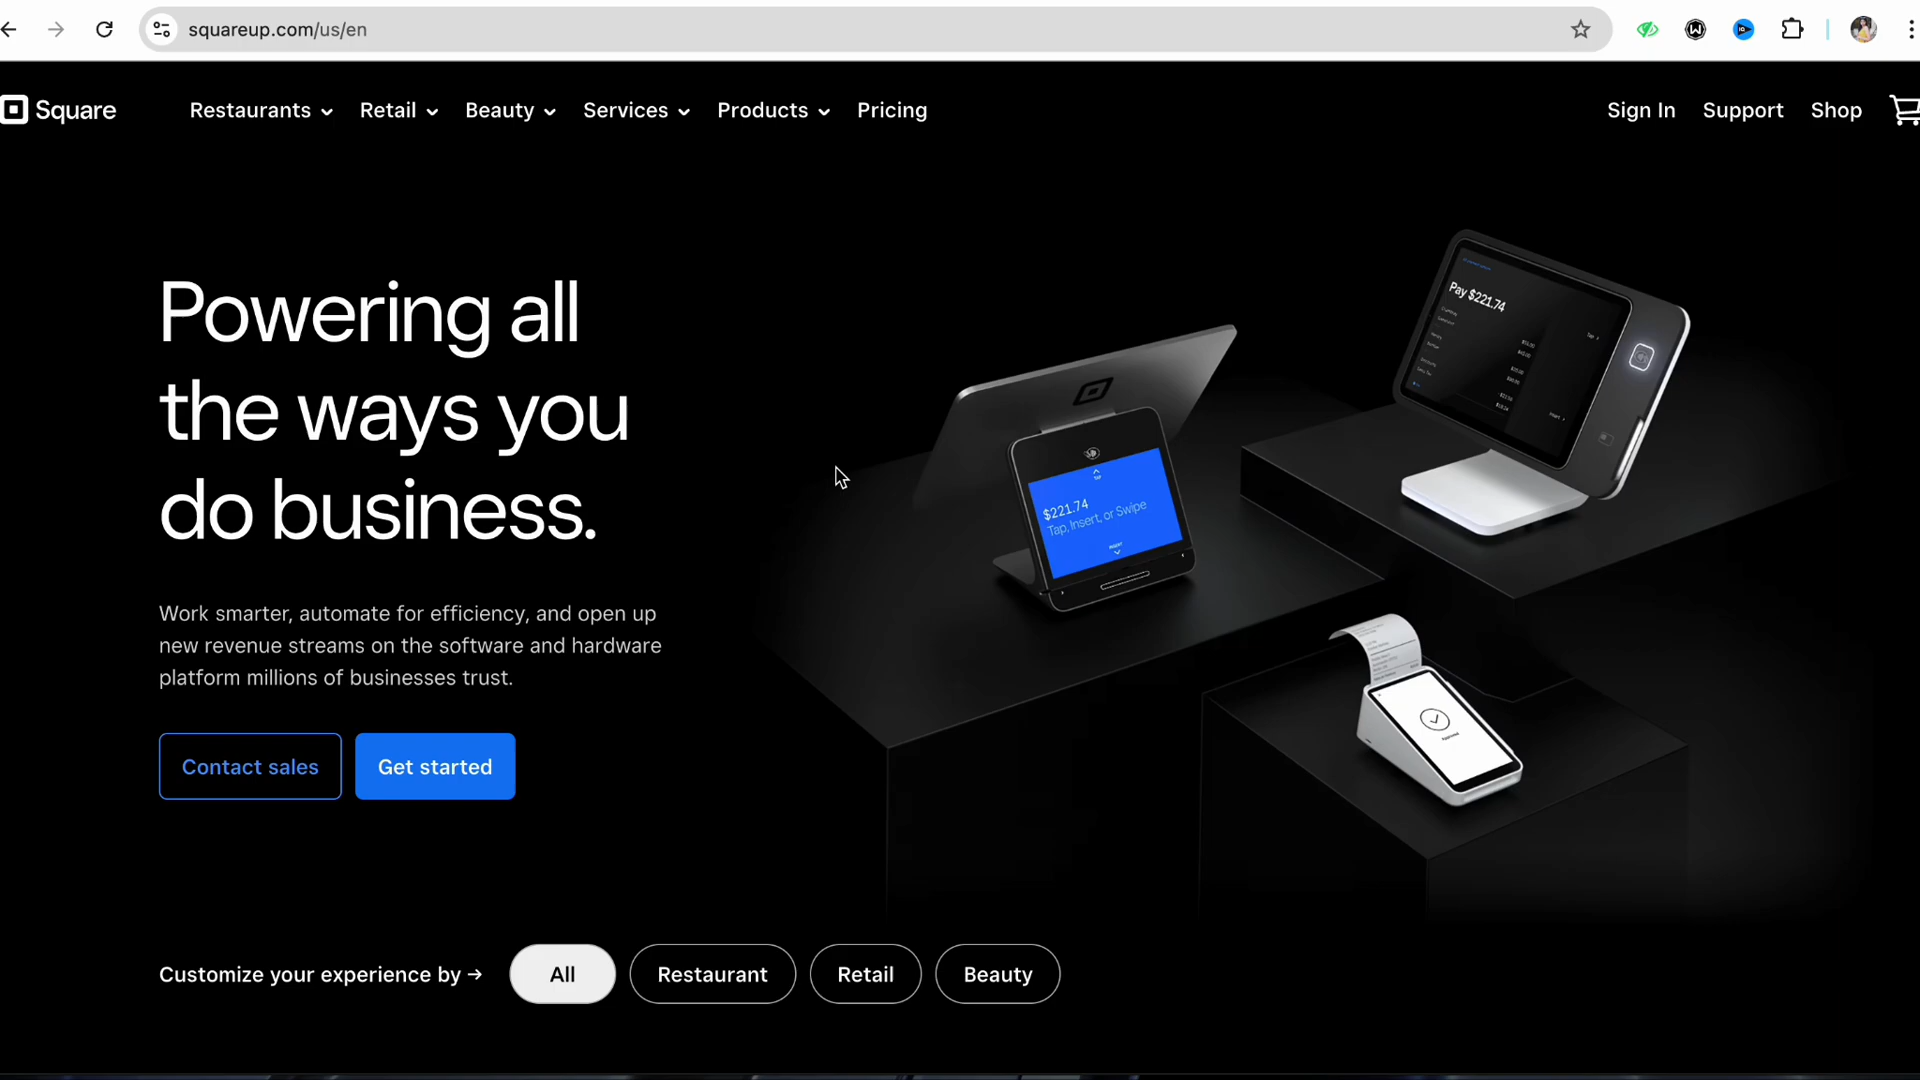 squareup.com/us/en
Square
Restaurants
Retail
Beauty
Services
Products
Pricing
Sign In
Support
Shop
Powering all
the ways you
do business.
Work smarter, automate for efficiency, and open up
new revenue streams on the software and hardware
platform millions of businesses trust.
Contact sales
Get started
Pay $221.74
$221.74
Tap, Insert, or Swipe
Customize your experience by →
All
Restaurant
Retail
Beauty